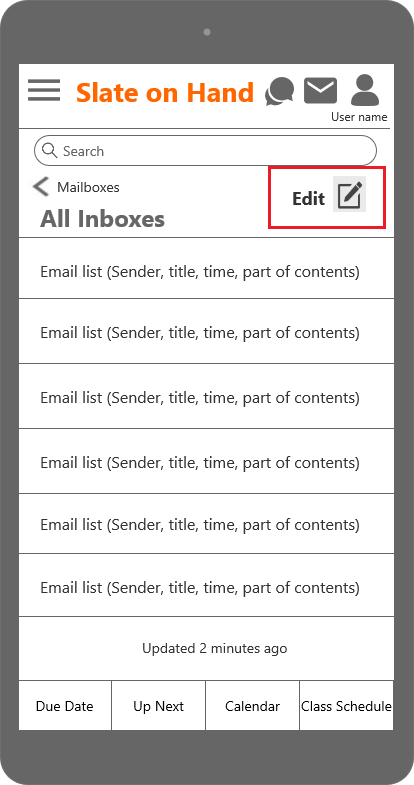 Slate on Hand
User name
Search
Mailboxes
Edit
All Inboxes
Email list (Sender, title, time, part of contents)
Email list (Sender, title, time, part of contents)
Email list (Sender, title, time, part of contents)
Email list (Sender, title, time, part of contents)
Email list (Sender, title, time, part of contents)
Email list (Sender, title, time, part of contents)
Updated 2 minutes ago
Due Date Up Next Calendar Class Schedule